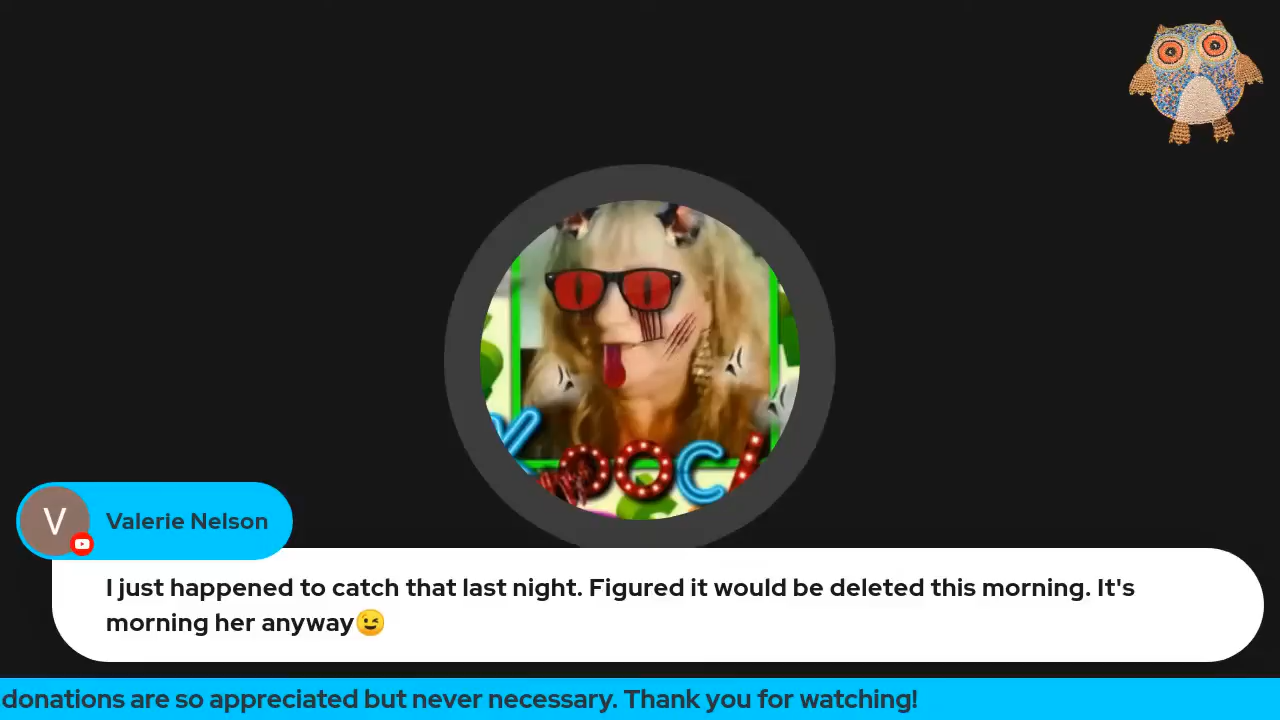 V
Valerie Nelson
I just happened to catch that last night. Figured it would be deleted this morning. It's
morning her anyway😉
donations are so appreciated but never necessary. Thank you for watching!